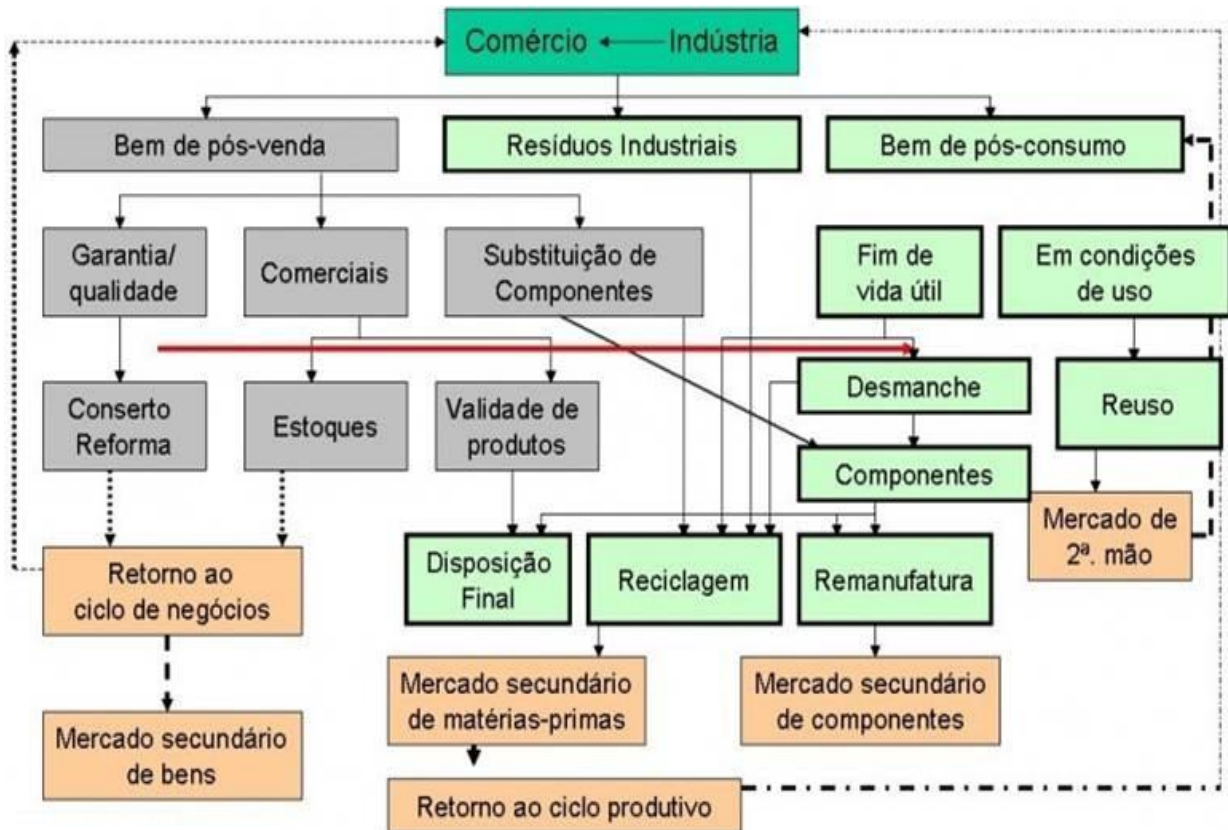 Comércio Indústria
Bem de pós-venda
Resíduos Industriais
Bem de pós-consumo
Garantia/
qualidade
Comerciais
Substituição de
Componentes
Fim de
vida útil
Em condições
de uso
Conserto
Reforma
Estoques
Validade de
produtos
Desmanche
Reuso
Componentes
Retorno ao
ciclo de negócios
Disposição
Final
Reciclagem
Remanufatura
Mercado de
2ª. mão
Mercado secundário
de bens
Mercado secundário
de matérias-primas
Mercado secundário
de componentes
Retorno ao ciclo produtivo